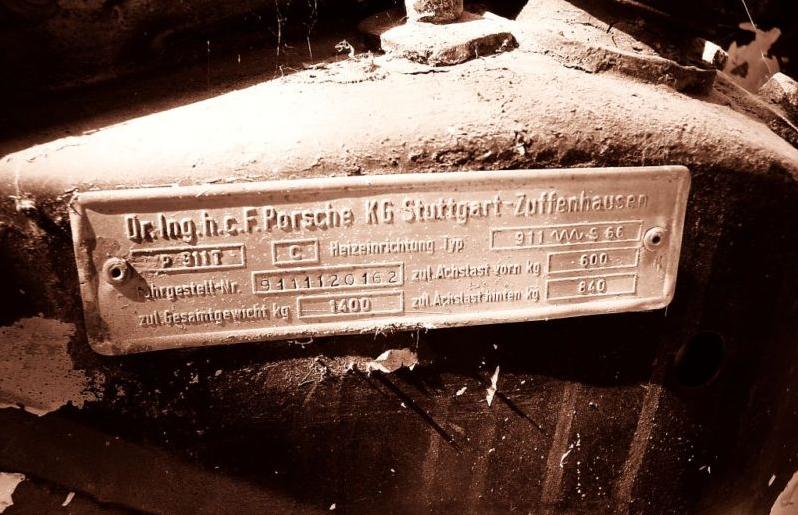 Dr.Ing.h.c.F.Porsche KG Stuttgart-Zuffenhausen
P 911T C Heizeinrichtung Typ 911 S 66
Fahrgestell-Nr. 9111120162 zul. Achslast vorn kg 600
zul. Gesamtgewicht kg 1400 zul. Achslast hinten kg 840